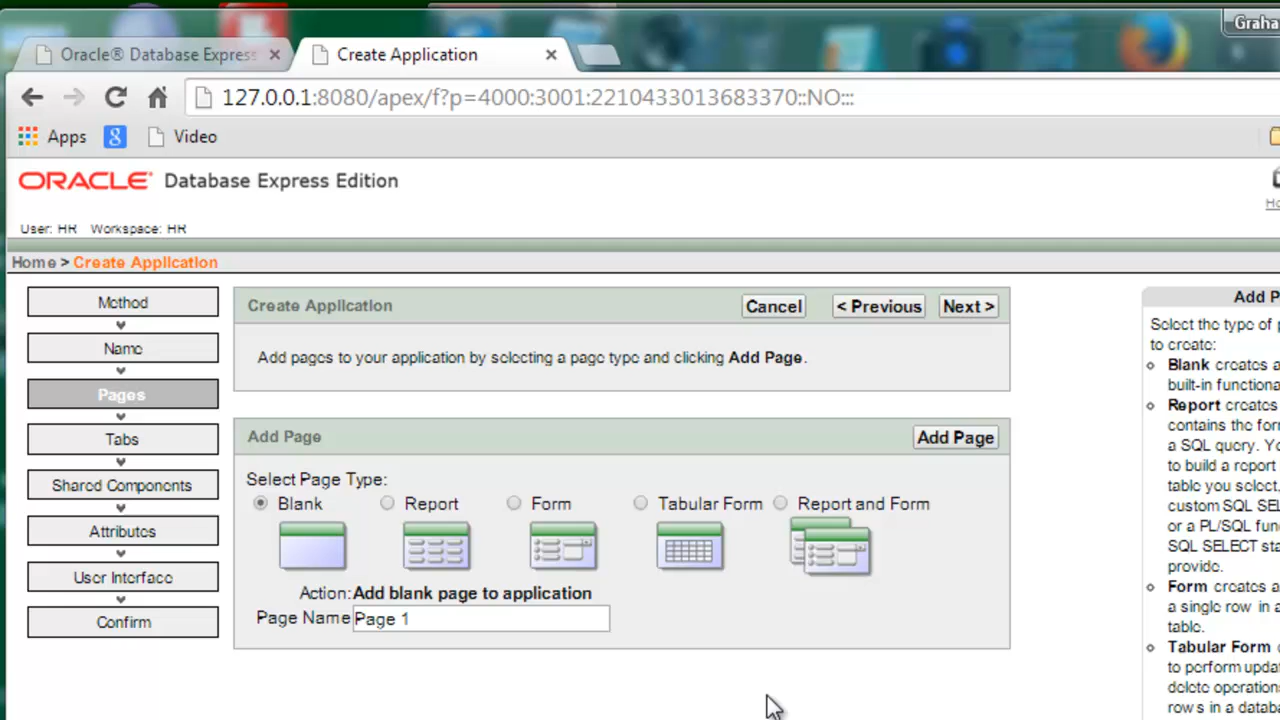 Graha
Oracle® Database Express
Create Application
127.0.0.1:8080/apex/f?p=4000:3001:2210433013683370::NO:::
Apps
Video
ORACLE® Database Express Edition
User: HR Workspace: HR
Home > Create Application
Method
Name
Pages
Tabs
Shared Components
Attributes
User Interface
Confirm
Create Application
Cancel
< Previous
Next >
Add pages to your application by selecting a page type and clicking Add Page.
Add Page
Add Page
Select Page Type:
Blank Report Form Tabular Form Report and Form
Action: Add blank page to application
Page Name Page 1
Add P
Select the type of p
to create:
Blank creates a
built-in functiona
Report creates
contains the for
a SQL query. Yo
to build a report
table you select.
custom SQL SEL
or a PL/SQL fun
SQL SELECT sta
provide.
Form creates a
a single row in a
table.
Tabular Form
to perform upda
delete operation
rows in a databa